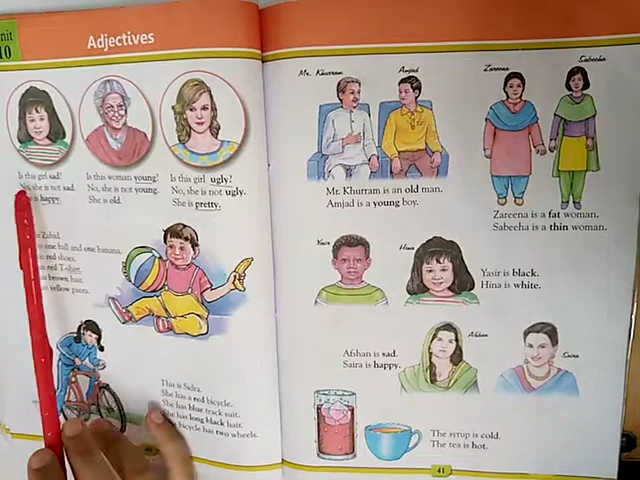 Unit
10
Adjectives
Is this girl sad?
No, she is not sad.
is happy.
Is this woman young?
No, she is not young.
She is old.
Is this girl ugly?
No, she is not ugly.
She is pretty.
Zahid.
one ball and one banana.
red shoes.
red T-shirt.
brown hair.
yellow pants.
This is Sidra.
She has a red bicycle.
She has blue track suit.
She has long black hair.
bicycle has two wheels.
Mr. Khurram
Amjad
Mr. Khurram is an old man.
Amjad is a young boy.
Zareena
Sabeeha
Zareena is a fat woman.
Sabeeha is a thin woman.
Yasir
Hina
Yasir is black.
Hina is white.
Afshan
Saira
Afshan is sad.
Saira is happy.
The syrup is cold.
The tea is hot.
41